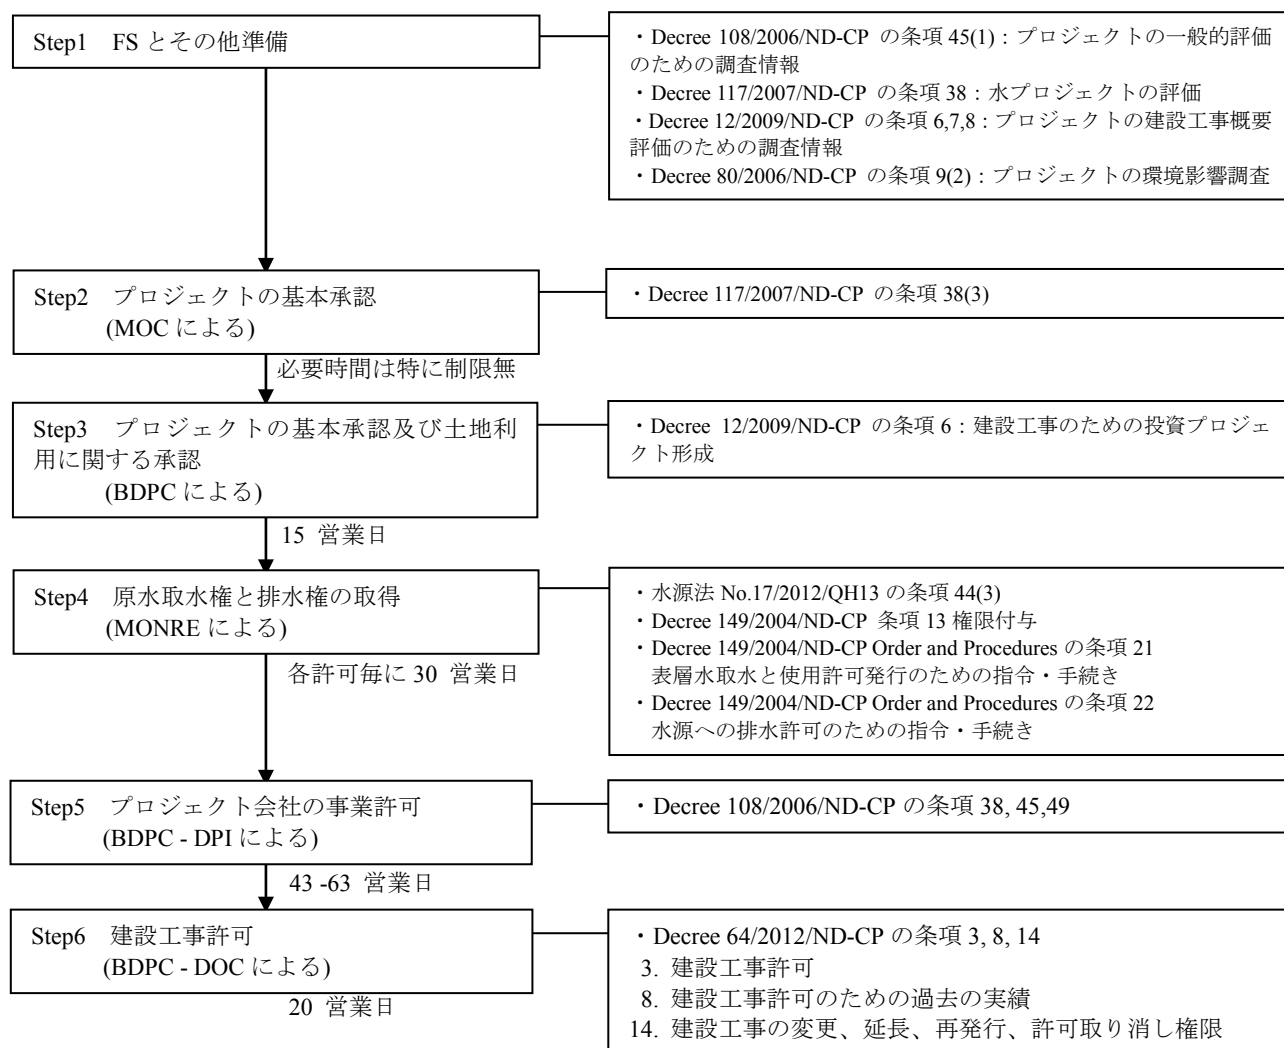 Step1 FS とその他準備
・Decree 108/2006/ND-CP の条項 45(1)：プロジェクトの一般的評価
のための調査情報
・Decree 117/2007/ND-CP の条項 38：水プロジェクトの評価
・Decree 12/2009/ND-CP の条項 6,7,8：プロジェクトの建設工事概要
評価のための調査情報
・Decree 80/2006/ND-CP の条項 9(2)：プロジェクトの環境影響調査
Step2 プロジェクトの基本承認
(MOC による)
・Decree 117/2007/ND-CP の条項 38(3)
必要時間は特に制限無
Step3 プロジェクトの基本承認及び土地利
用に関する承認
(BDPC による)
・Decree 12/2009/ND-CP の条項 6：建設工事のための投資プロジェ
クト形成
15 営業日
Step4 原水取水権と排水権の取得
(MONRE による)
・水源法 No.17/2012/QH13 の条項 44(3)
・Decree 149/2004/ND-CP 条項 13 権限付与
・Decree 149/2004/ND-CP Order and Procedures の条項 21
表層水取水と使用許可発行のための指令・手続き
・Decree 149/2004/ND-CP Order and Procedures の条項 22
水源への排水許可のための指令・手続き
各許可毎に 30 営業日
Step5 プロジェクト会社の事業許可
(BDPC - DPI による)
・Decree 108/2006/ND-CP の条項 38, 45,49
43 -63 営業日
Step6 建設工事許可
(BDPC - DOC による)
・Decree 64/2012/ND-CP の条項 3, 8, 14
3. 建設工事許可
8. 建設工事許可のための過去の実績
14. 建設工事の変更、延長、再発行、許可取り消し権限
20 営業日